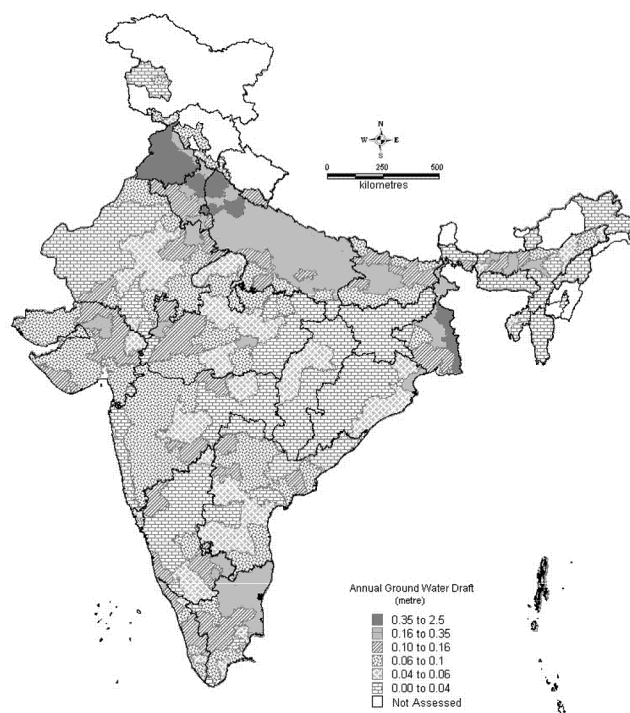 N
W E
S
0 250 500
kilometres
Annual Ground Water Draft
(metre)
0.35 to 2.5
0.16 to 0.35
0.10 to 0.16
0.06 to 0.1
0.04 to 0.06
0.00 to 0.04
Not Assessed